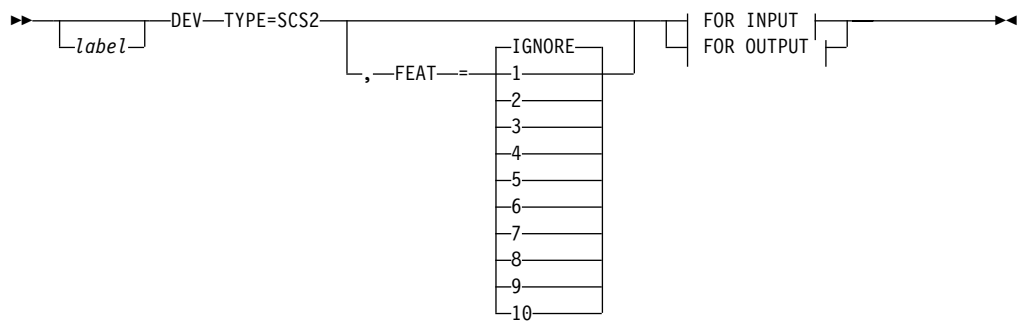 DEV TYPE=SCS2 FOR INPUT
label FOR OUTPUT
IGNORE
, FEAT = 1
2
3
4
5
6
7
8
9
10